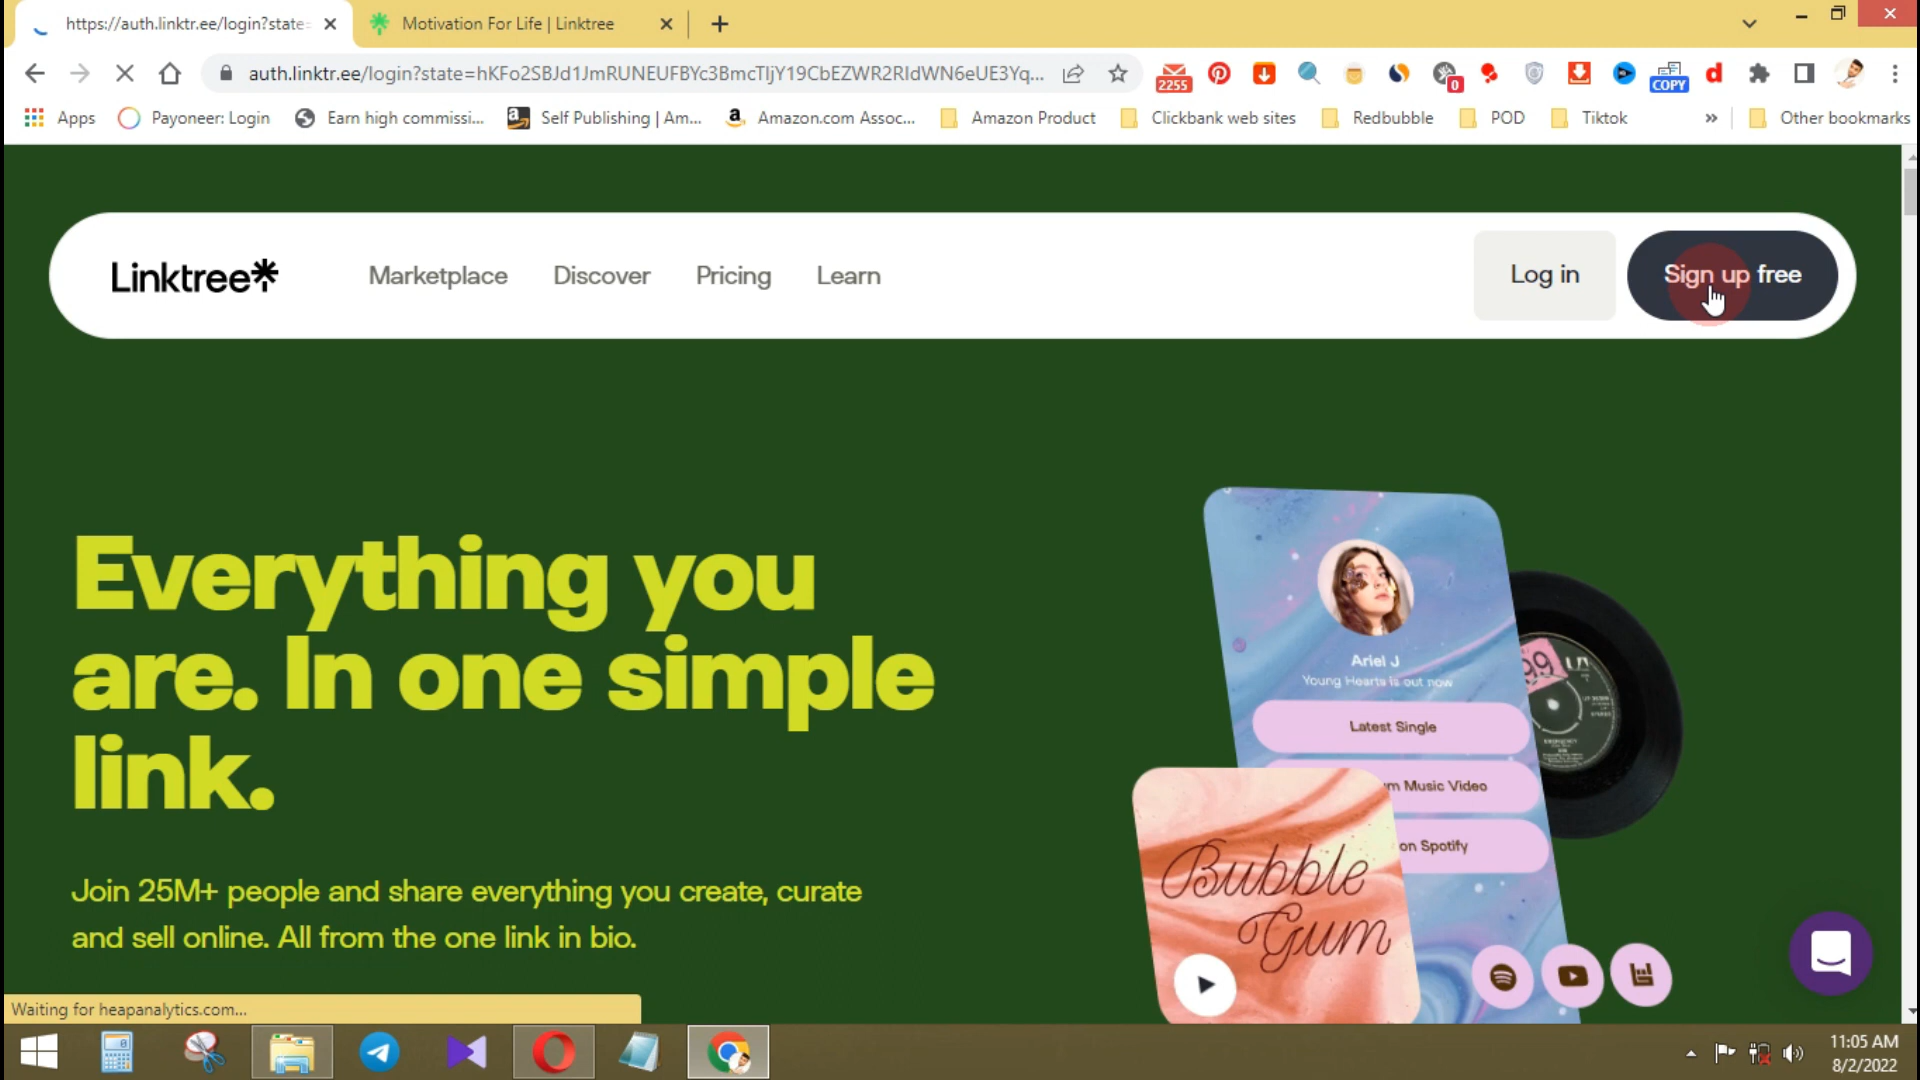 https://auth.linktr.ee/login?state=
Motivation For Life | Linktree
auth.linktr.ee/login?state=hKFo2SBJd1JmRUNEUFBYc3BmcTljY19CbEZWR2RIdWN6eUE3Yq...
2255
0
COPY
d
Apps
Payoneer: Login
Earn high commissi...
Self Publishing | Am...
Amazon.com Assoc...
Amazon Product
Clickbank web sites
Redbubble
POD
Tiktok
Other bookmarks
Linktree
Marketplace
Discover
Pricing
Learn
Log in
Sign up free
Everything you
are. In one simple
link.
Join 25M+ people and share everything you create, curate
and sell online. All from the one link in bio.
Ariel J
Young Hearts is out now
Latest Single
m Music Video
on Spotify
Bubble
Gum
Waiting for heapanalytics.com...
11:05 AM
8/2/2022